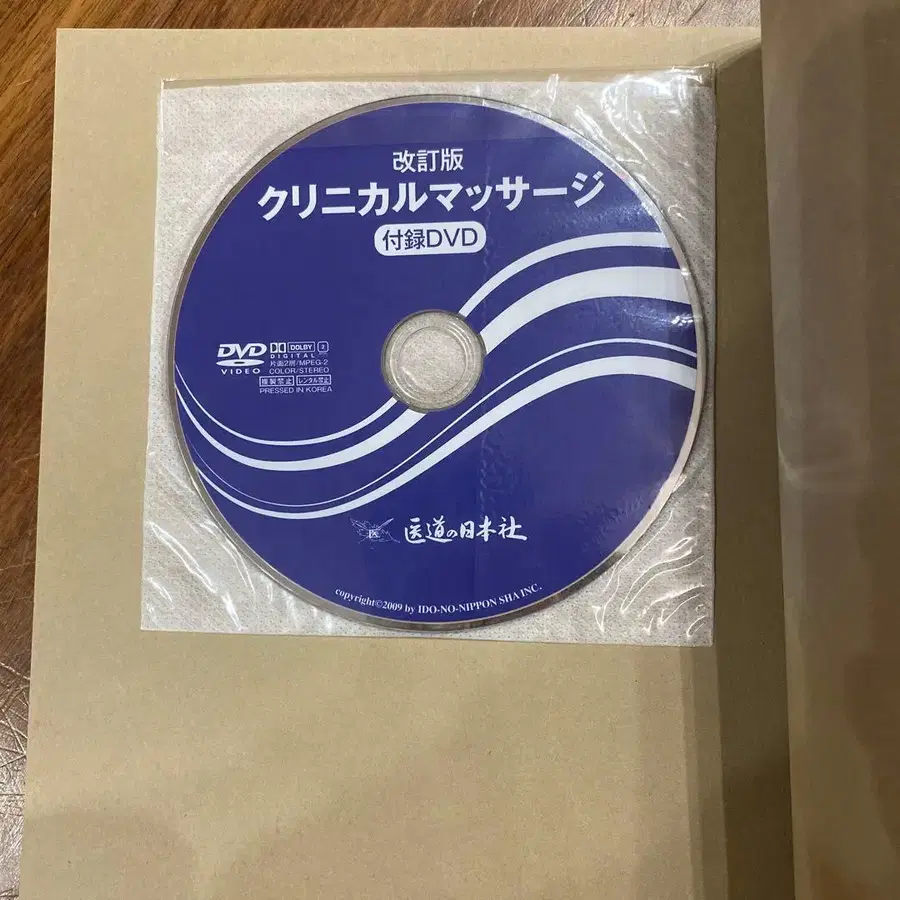 改訂版
クリニカルマッサージ
付録DVD
DVD
VIDEO
DOLBY 2
DIGITAL
片面2層/MPEG-2
COLOR/STEREO
複製禁止 レンタル禁止
PRESSED IN KOREA
医道の日本社
copyright©2009 by IDO-NO-NIPPON SHA INC.